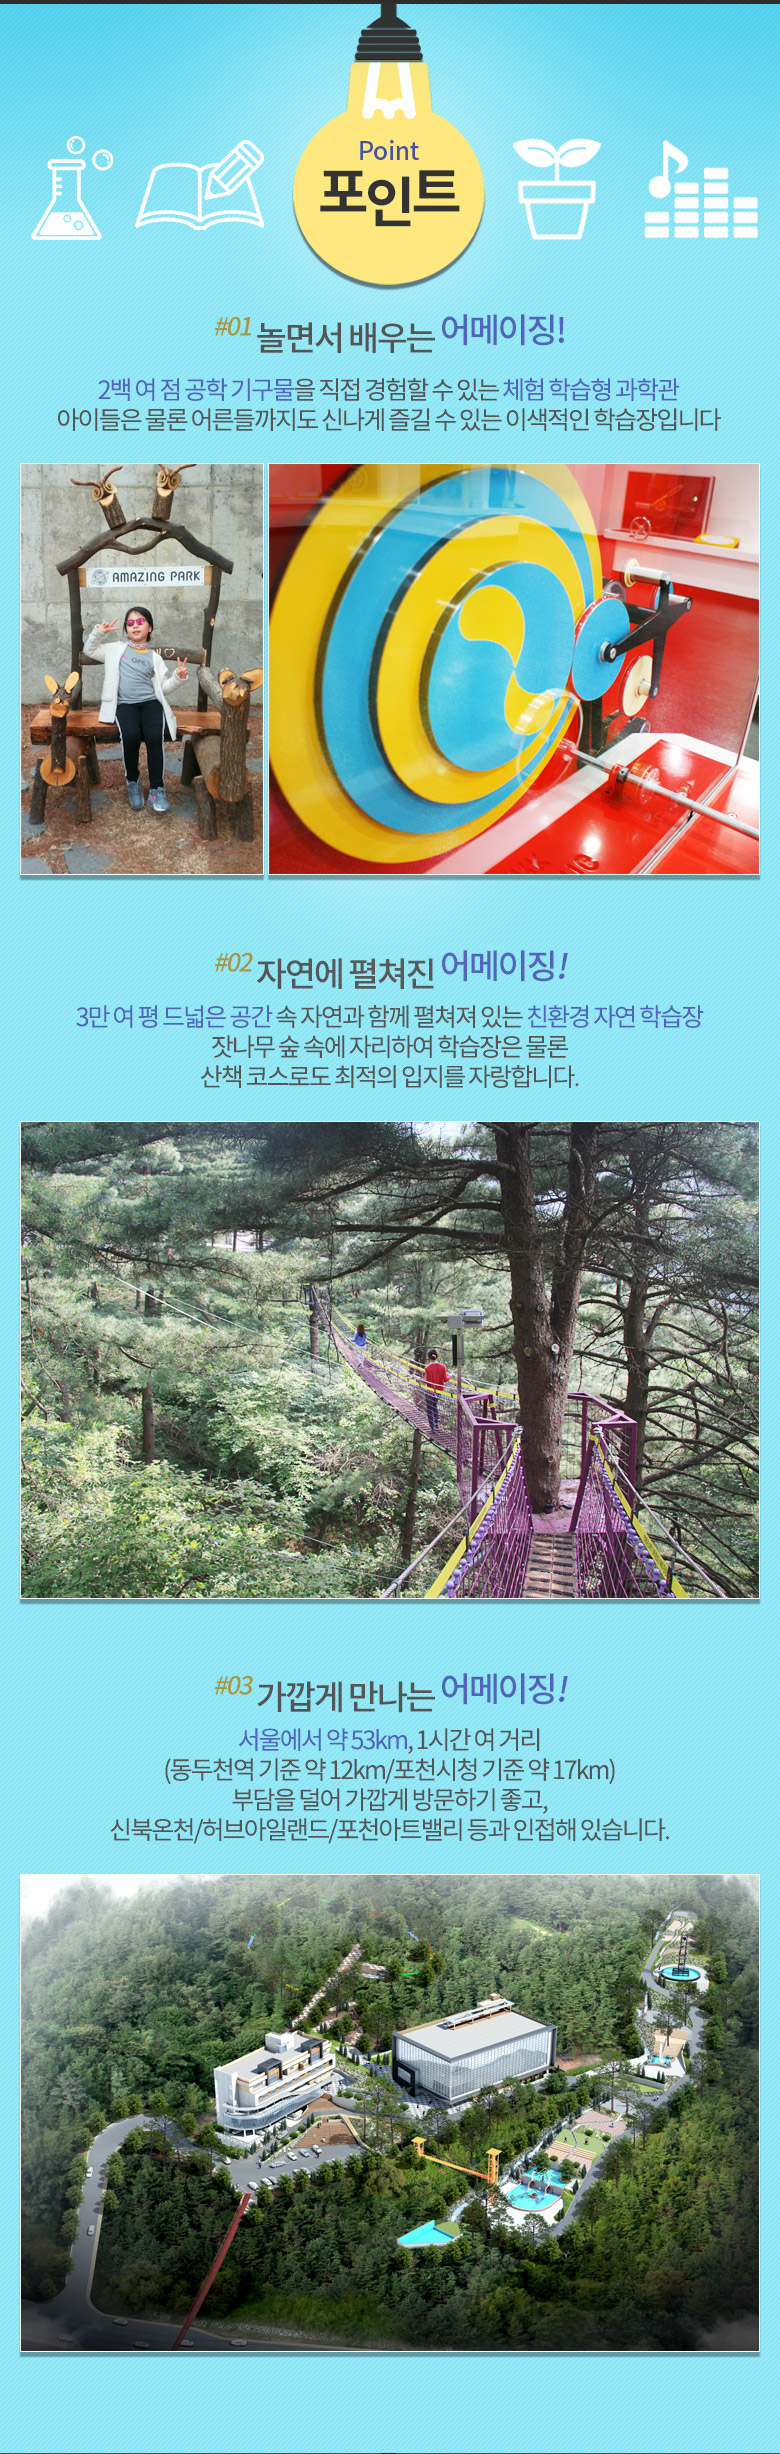 Point
포인트
#01 놀면서 배우는 어메이징!
2백 여 점 공학 기구물을 직접 경험할 수 있는 체험 학습형 과학관
아이들은 물론 어른들까지도 신나게 즐길 수 있는 이색적인 학습장입니다
AMAZING PARK
#02 자연에 펼쳐진 어메이징!
3만 여 평 드넓은 공간 속 자연과 함께 펼쳐져 있는 친환경 자연 학습장
잣나무 숲 속에 자리하여 학습장은 물론
산책 코스로도 최적의 입지를 자랑합니다.
#03 가깝게 만나는 어메이징!
서울에서 약 53km, 1시간 여 거리
(동두천역 기준 약 12km/포천시청 기준 약 17km)
부담을 덜어 가깝게 방문하기 좋고,
신북온천/허브아일랜드/포천아트밸리 등과 인접해 있습니다.